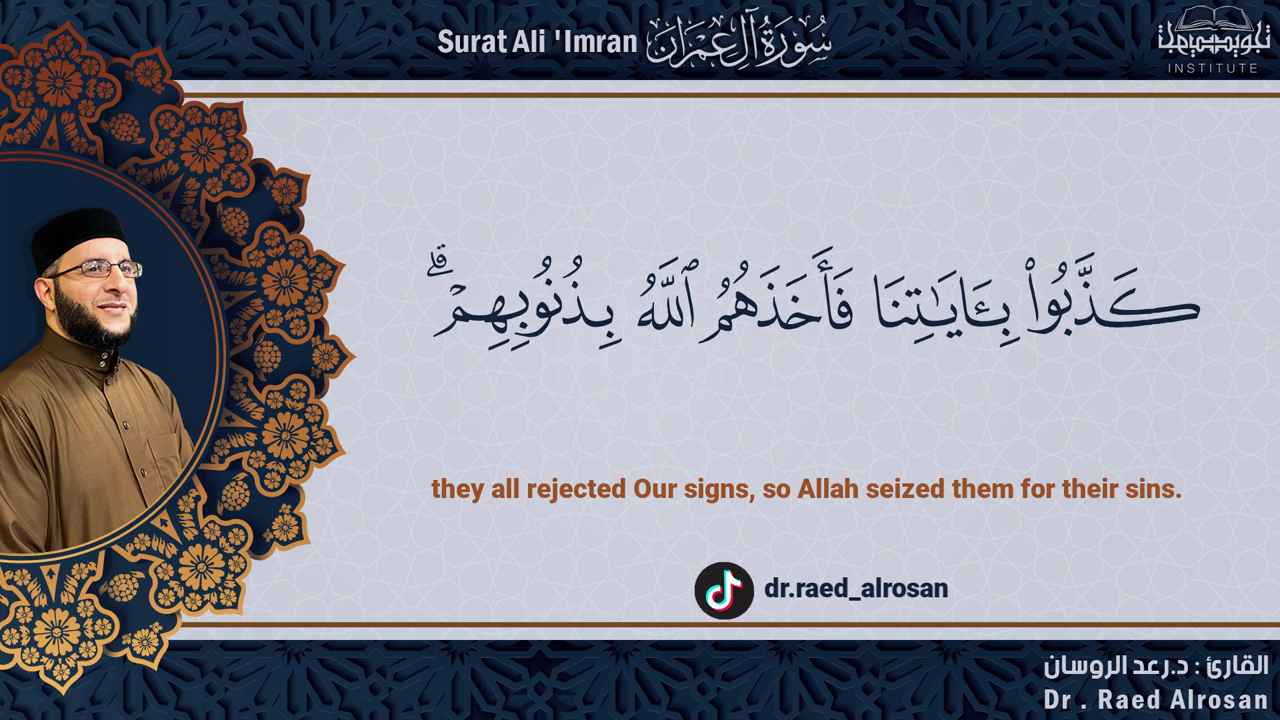 Surat Ali 'Imran سُورَةُ آلِ عِمْرَانَ
INSTITUTE
كَذَّبُوا۟ بِـَٔايَـٰتِنَا فَأَخَذَهُمُ ٱللَّهُ بِذُنُوبِهِمْ ۗ
they all rejected Our signs, so Allah seized them for their sins.
dr.raed_alrosan
القارئ : د.رعد الروسان
Dr . Raed Alrosan